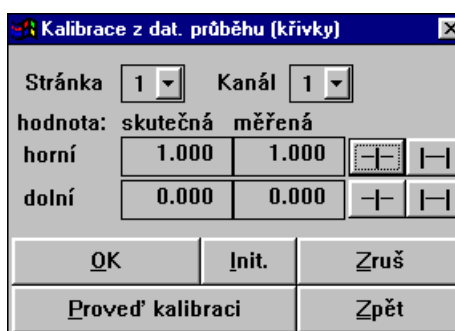 Kalibrace z dat. průběhu (křivky)
Stránka 1 Kanál 1
hodnota: skutečná měřená
horní 1.000 1.000
dolní 0.000 0.000
OK Init. Zruš
Proveď kalibraci Zpět